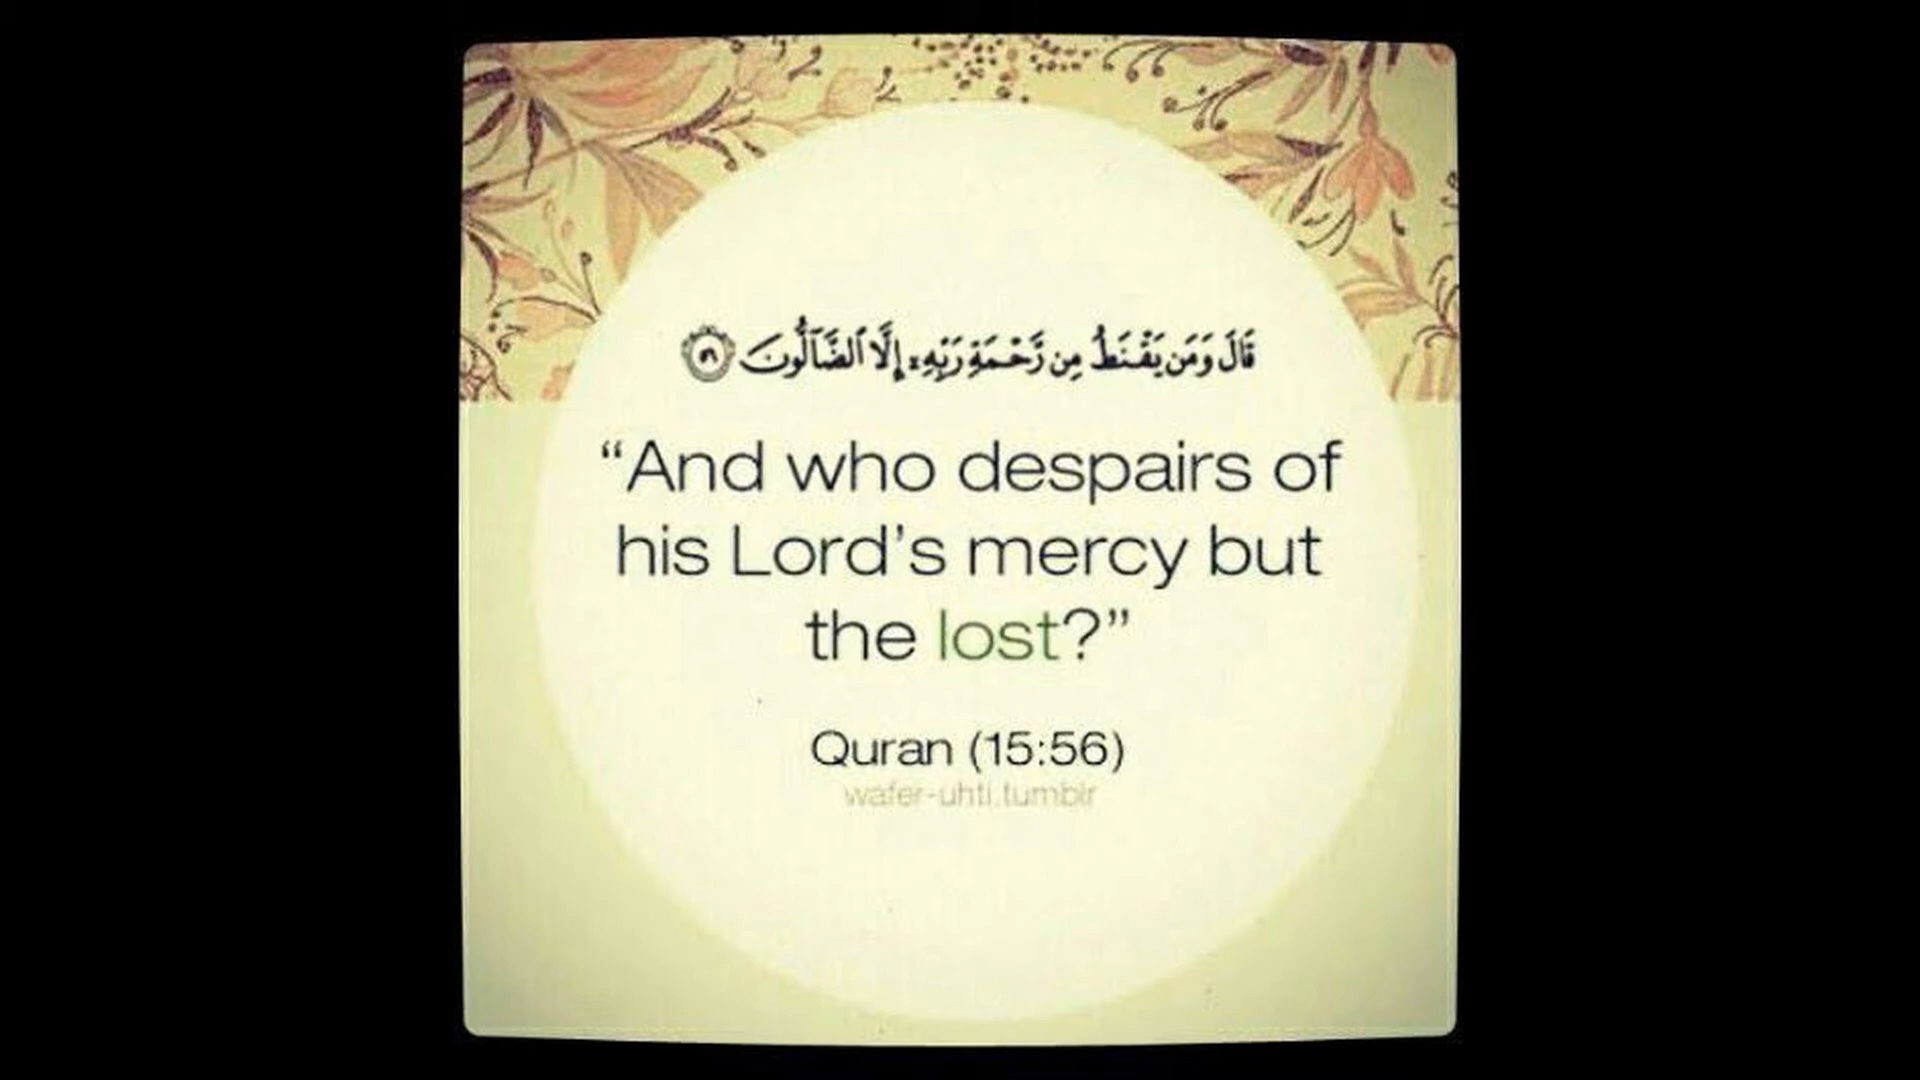 قَالَ وَمَن يَقْنَطُ مِن رَّحْمَةِ رَبِّهِۦٓ إِلَّا ٱلضَّآلُّونَ ٥٦
“And who despairs of
his Lord’s mercy but
the lost?”
Quran (15:56)
wafer-uhti.tumblr